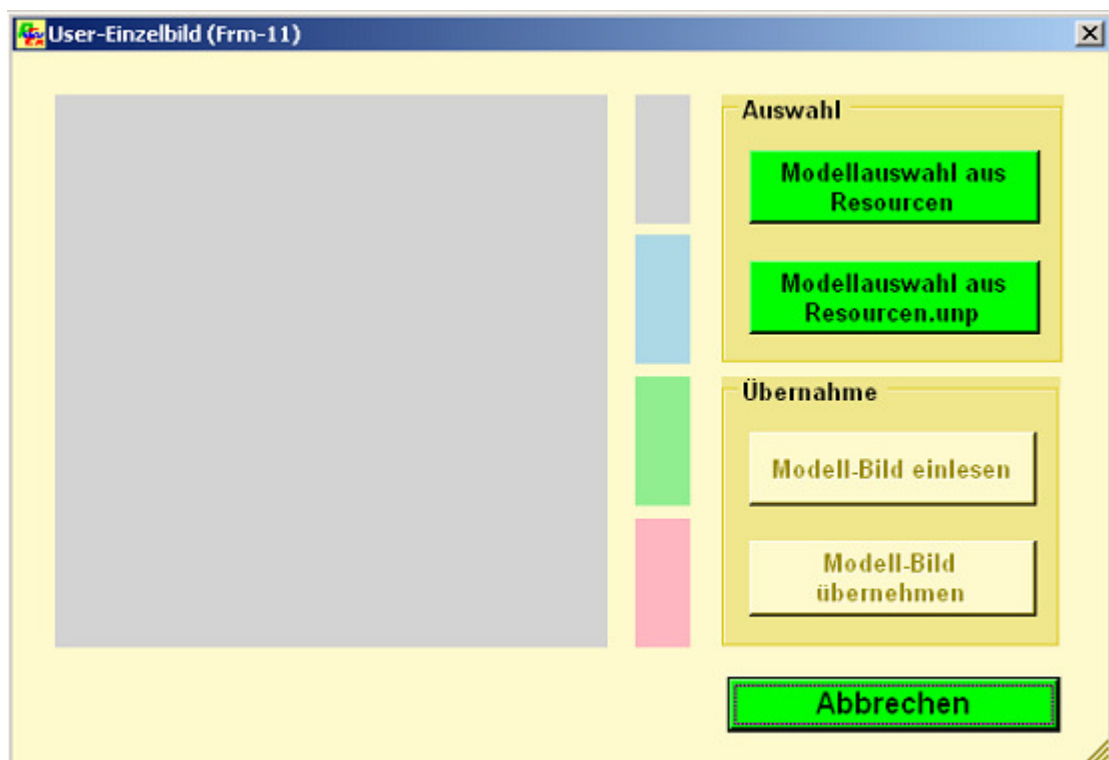 User-Einzelbild (Frm-11)
Auswahl
Modellauswahl aus
Resourcen
Modellauswahl aus
Resourcen.unp
Übernahme
Modell-Bild einlesen
Modell-Bild
übernehmen
Abbrechen